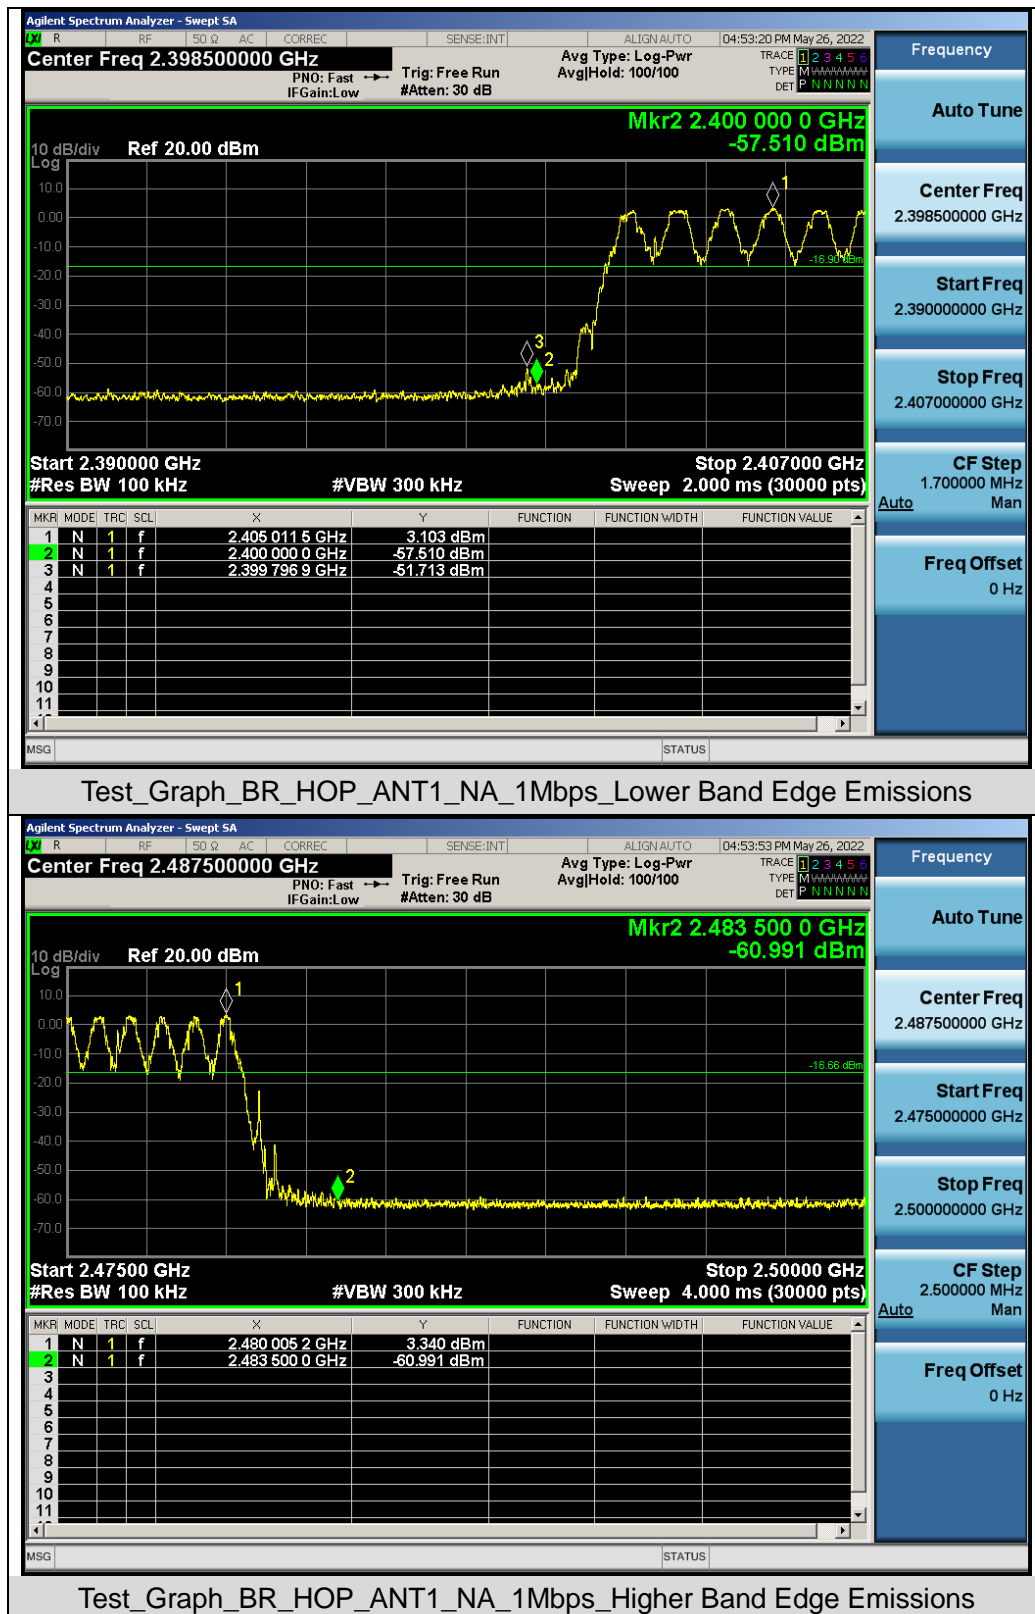 Agilent Spectrum Analyzer - Swept SA
LXI R RF 50 Ω AC CORREC SENSE:INT ALIGN AUTO 04:53:20 PM May 26, 2022
Center Freq 2.398500000 GHz Avg Type: Log-Pwr TRACE 1 2 3 4 5 6
PNO: Fast Trig: Free Run Avg|Hold: 100/100 TYPE M
IFGain:Low #Atten: 30 dB DET P N N N N N
Mkr2 2.400 000 0 GHz
-57.510 dBm
10 dB/div Ref 20.00 dBm
Log
10.0
0.00
-10.0
-20.0
-30.0
-40.0
-50.0
-60.0
-70.0
1
-16.90 dBm
3
2
Start 2.390000 GHz Stop 2.407000 GHz
#Res BW 100 kHz #VBW 300 kHz Sweep 2.000 ms (30000 pts)
MKR MODE TRC SCL X Y FUNCTION FUNCTION WIDTH FUNCTION VALUE
1 N 1 f 2.405 011 5 GHz 3.103 dBm
2 N 1 f 2.400 000 0 GHz -57.510 dBm
3 N 1 f 2.399 796 9 GHz -51.713 dBm
4
5
6
7
8
9
10
11
MSG STATUS
Frequency
Auto Tune
Center Freq
2.398500000 GHz
Start Freq
2.390000000 GHz
Stop Freq
2.407000000 GHz
CF Step
1.700000 MHz
Auto Man
Freq Offset
0 Hz
Test_Graph_BR_HOP_ANT1_NA_1Mbps_Lower Band Edge Emissions
Agilent Spectrum Analyzer - Swept SA
LXI R RF 50 Ω AC CORREC SENSE:INT ALIGN AUTO 04:53:53 PM May 26, 2022
Center Freq 2.487500000 GHz Avg Type: Log-Pwr TRACE 1 2 3 4 5 6
PNO: Fast Trig: Free Run Avg|Hold: 100/100 TYPE M
IFGain:Low #Atten: 30 dB DET P N N N N N
Mkr2 2.483 500 0 GHz
-60.991 dBm
10 dB/div Ref 20.00 dBm
Log
10.0
0.00
-10.0
-20.0
-30.0
-40.0
-50.0
-60.0
-70.0
1
-16.66 dBm
2
Start 2.47500 GHz Stop 2.50000 GHz
#Res BW 100 kHz #VBW 300 kHz Sweep 4.000 ms (30000 pts)
MKR MODE TRC SCL X Y FUNCTION FUNCTION WIDTH FUNCTION VALUE
1 N 1 f 2.480 005 2 GHz 3.340 dBm
2 N 1 f 2.483 500 0 GHz -60.991 dBm
3
4
5
6
7
8
9
10
11
MSG STATUS
Frequency
Auto Tune
Center Freq
2.487500000 GHz
Start Freq
2.475000000 GHz
Stop Freq
2.500000000 GHz
CF Step
2.500000 MHz
Auto Man
Freq Offset
0 Hz
Test_Graph_BR_HOP_ANT1_NA_1Mbps_Higher Band Edge Emissions